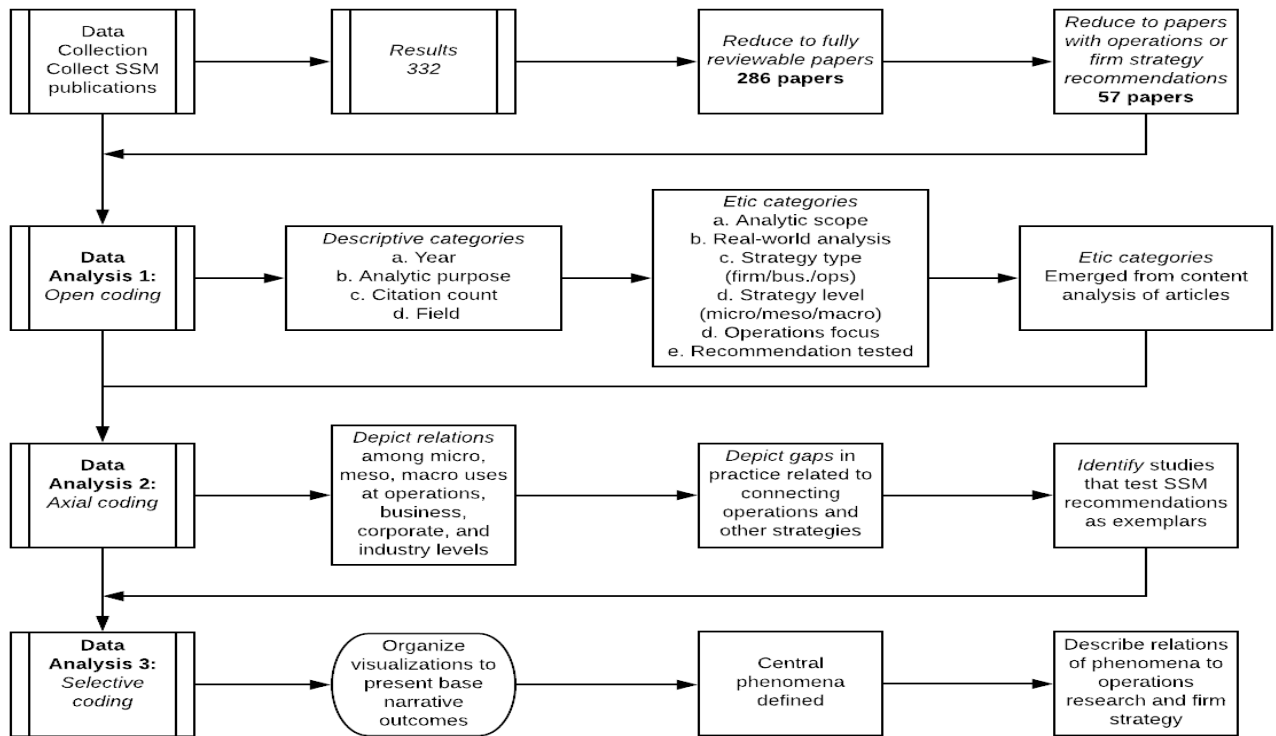 Data
Collection
Collect SSM
publications
Results
332
Reduce to fully
reviewable papers
286 papers
Reduce to papers
with operations or
firm strategy
recommendations
57 papers
Data
Analysis 1:
Open coding
Descriptive categories
a. Year
b. Analytic purpose
c. Citation count
d. Field
Etic categories
a. Analytic scope
b. Real-world analysis
c. Strategy type
(firm/bus./ops)
d. Strategy level
(micro/meso/macro)
d. Operations focus
e. Recommendation tested
Etic categories
Emerged from content
analysis of articles
Data
Analysis 2:
Axial coding
Depict relations
among micro,
meso, macro uses
at operations,
business,
corporate, and
industry levels
Depict gaps in
practice related to
connecting
operations and
other strategies
Identify studies
that test SSM
recommendations
as exemplars
Data
Analysis 3:
Selective
coding
Organize
visualizations to
present base
narrative
outcomes
Central
phenomena
defined
Describe relations
of phenomena to
operations
research and firm
strategy